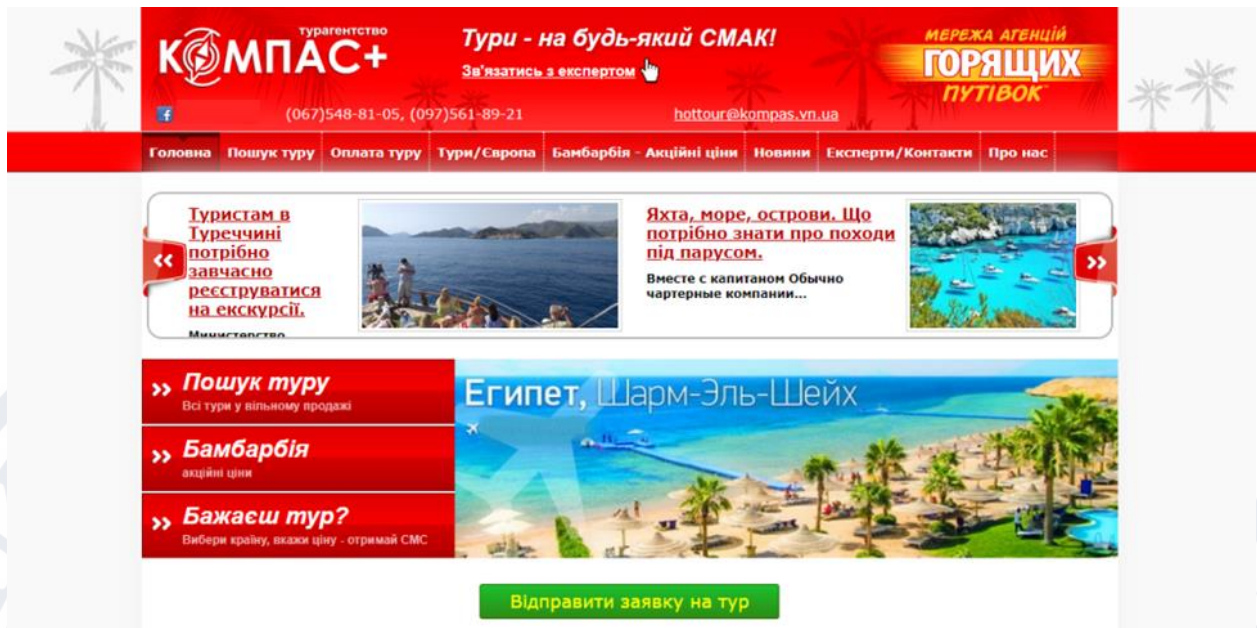 турагентство
КОМПАС+
Тури - на будь-який СМАК!
Зв'язатись з експертом
МЕРЕЖА АГЕНЦІЙ
ГОРЯЩИХ
ПУТІВОК
(067)548-81-05, (097)561-89-21
hottour@kompas.vn.ua
Головна Пошук туру Оплата туру Тури/Європа Бамбарбія - Акційні ціни Новини Експерти/Контакти Про нас
Туристам в
Туреччині
потрібно
завчасно
реєструватися
на екскурсії.
Министерство
Яхта, море, острови. Що
потрібно знати про походи
під парусом.
Вместе с капитаном Обычно
чартерные компании...
Пошук туру
Всі тури у вільному продажі
Бамбарбія
акційні ціни
Бажаєш тур?
Вибери країну, вкажи ціну - отримай СМС
Египет, Шарм-Эль-Шейх
Відправити заявку на тур